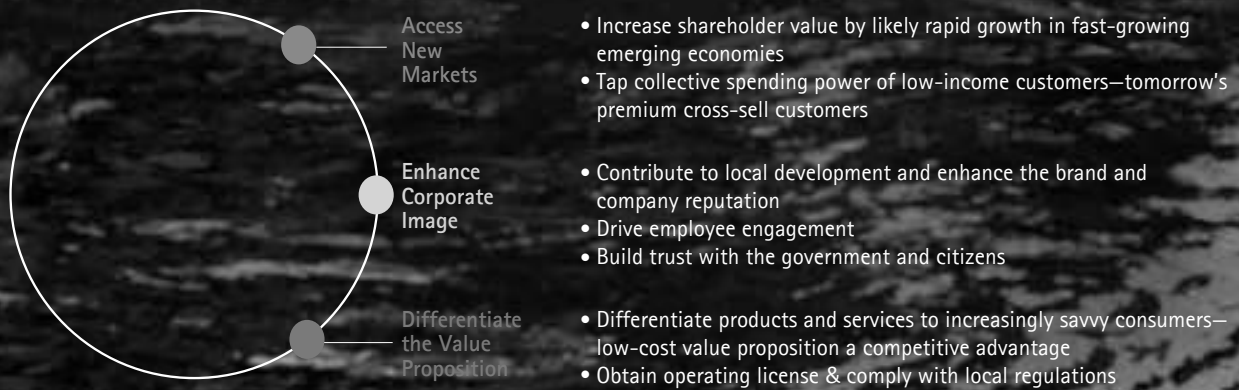 Access
New
Markets
• Increase shareholder value by likely rapid growth in fast-growing
emerging economies
• Tap collective spending power of low-income customers—tomorrow's
premium cross-sell customers
Enhance
Corporate
Image
• Contribute to local development and enhance the brand and
company reputation
• Drive employee engagement
• Build trust with the government and citizens
Differentiate
the Value
Proposition
• Differentiate products and services to increasingly savvy consumers—
low-cost value proposition a competitive advantage
• Obtain operating license & comply with local regulations